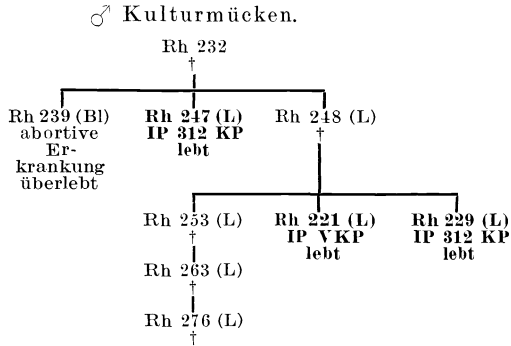 ♂ Kulturmücken.
Rh 232
†
Rh 239 (Bl)
abortive
Er-
krankung
überlebt
Rh 247 (L)
IP 312 KP
lebt
Rh 248 (L)
†
Rh 253 (L)
†
Rh 263 (L)
†
Rh 276 (L)
†
Rh 221 (L)
IP VKP
lebt
Rh 229 (L)
IP 312 KP
lebt